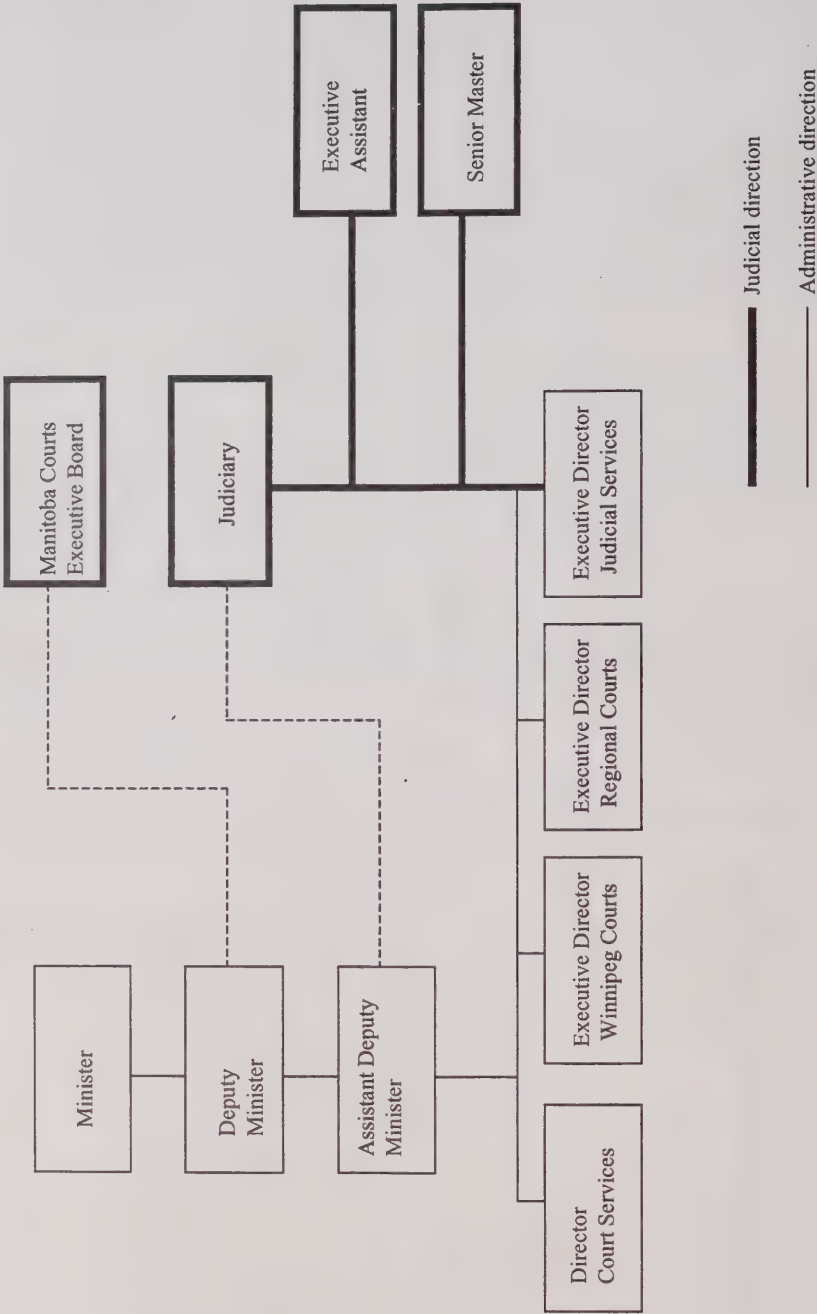 Manitoba Courts
Executive Board
Minister
Deputy
Minister
Judiciary
Executive
Assistant
Assistant Deputy
Minister
Senior Master
Director
Court Services
Executive Director
Winnipeg Courts
Executive Director
Regional Courts
Executive Director
Judicial Services
Judicial direction
Administrative direction